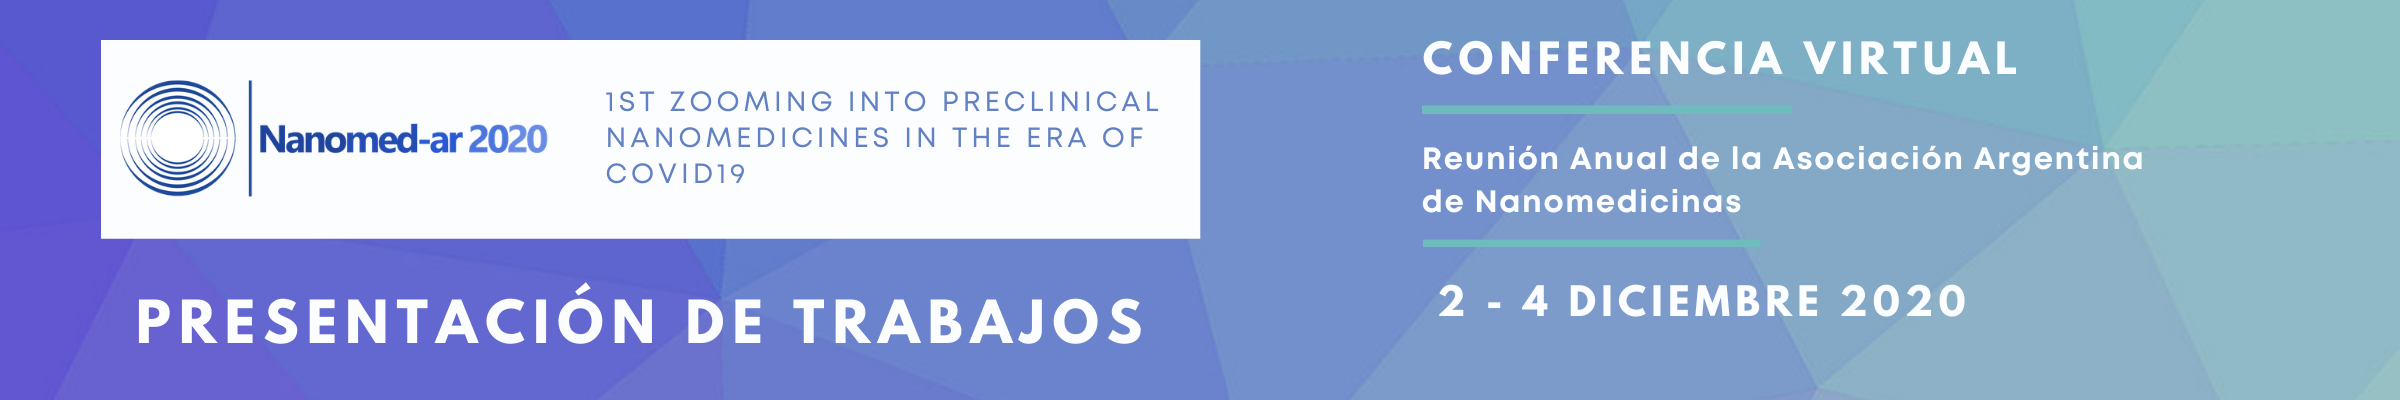 Nanomed-ar 2020
1ST ZOOMING INTO PRECLINICAL
NANOMEDICINES IN THE ERA OF
COVID19
PRESENTACIÓN DE TRABAJOS
CONFERENCIA VIRTUAL
Reunión Anual de la Asociación Argentina
de Nanomedicinas
2 - 4 DICIEMBRE 2020